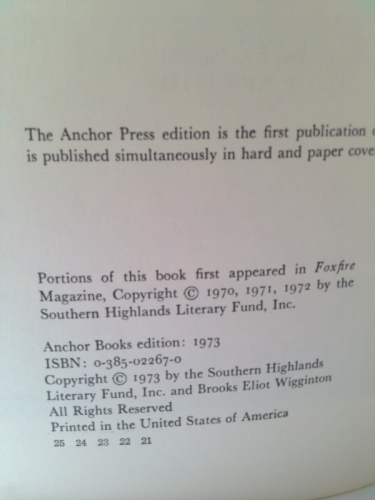 The Anchor Press edition is the first publication
is published simultaneously in hard and paper
Portions of this book first appeared in Foxfire
Magazine, Copyright © 1970, 1971, 1972 by the
Southern Highlands Literary Fund, Inc.
Anchor Books edition: 1973
ISBN: 0-385-02267-0
Copyright © 1973 by the Southern Highlands
Literary Fund, Inc. and Brooks Eliot Wigginton
All Rights Reserved
Printed in the United States of America
25 24 23 22 21